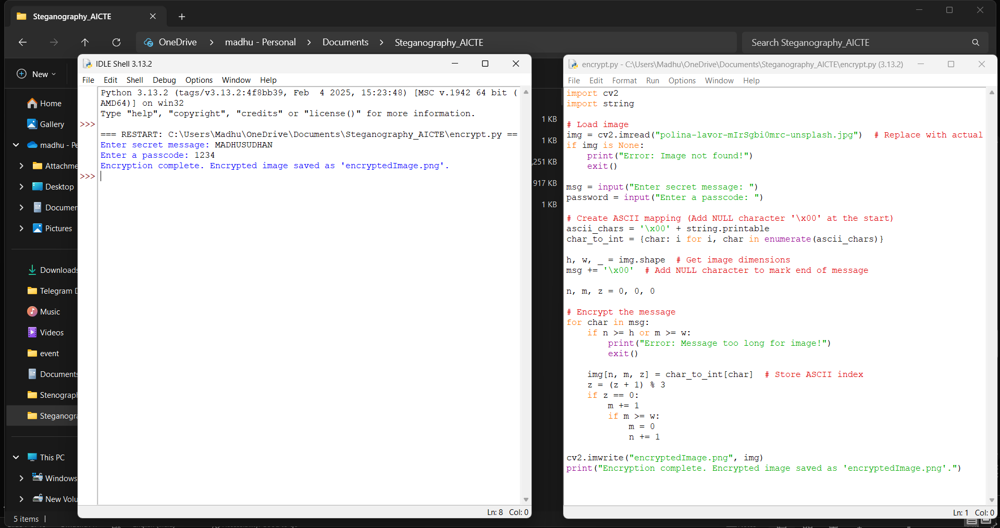 Steganography_AICTE
OneDrive > madhu - Personal > Documents > Steganography_AICTE
Search Steganography_AICTE
New
Home
Gallery
madhu - Pe
Attachme
Desktop
Documen
Pictures
Downloads
Telegram D
Music
Videos
event
Documents
Stenograph
Steganogra
This PC
Windows
New Volu
5 items
1 KB
1 KB
,251 KB
917 KB
1 KB
IDLE Shell 3.13.2
File Edit Shell Debug Options Window Help
Python 3.13.2 (tags/v3.13.2:4f8bb39, Feb  4 2025, 15:23:48) [MSC v.1942 64 bit (
AMD64)] on win32
Type "help", "copyright", "credits" or "license()" for more information.
>>>
=== RESTART: C:\Users\Madhu\OneDrive\Documents\Steganography_AICTE\encrypt.py ==
Enter secret message: MADHUSUDHAN
Enter a passcode: 1234
Encryption complete. Encrypted image saved as 'encryptedImage.png'.
>>>
Ln: 8 Col: 0
encrypt.py - C:\Users\Madhu\OneDrive\Documents\Steganography_AICTE\encrypt.py (3.13.2)
File Edit Format Run Options Window Help
import cv2
import string
# Load image
img = cv2.imread("polina-lavor-mIrSgbi0mrc-unsplash.jpg")  # Replace with actual
if img is None:
    print("Error: Image not found!")
    exit()
msg = input("Enter secret message: ")
password = input("Enter a passcode: ")
# Create ASCII mapping (Add NULL character '\x00' at the start)
ascii_chars = '\x00' + string.printable
char_to_int = {char: i for i, char in enumerate(ascii_chars)}
h, w, _ = img.shape  # Get image dimensions
msg += '\x00'  # Add NULL character to mark end of message
n, m, z = 0, 0, 0
# Encrypt the message
for char in msg:
    if n >= h or m >= w:
        print("Error: Message too long for image!")
        exit()
    img[n, m, z] = char_to_int[char]  # Store ASCII index
    z = (z + 1) % 3
    if z == 0:
        m += 1
        if m >= w:
            m = 0
            n += 1
cv2.imwrite("encryptedImage.png", img)
print("Encryption complete. Encrypted image saved as 'encryptedImage.png'.")
Ln: 1 Col: 0